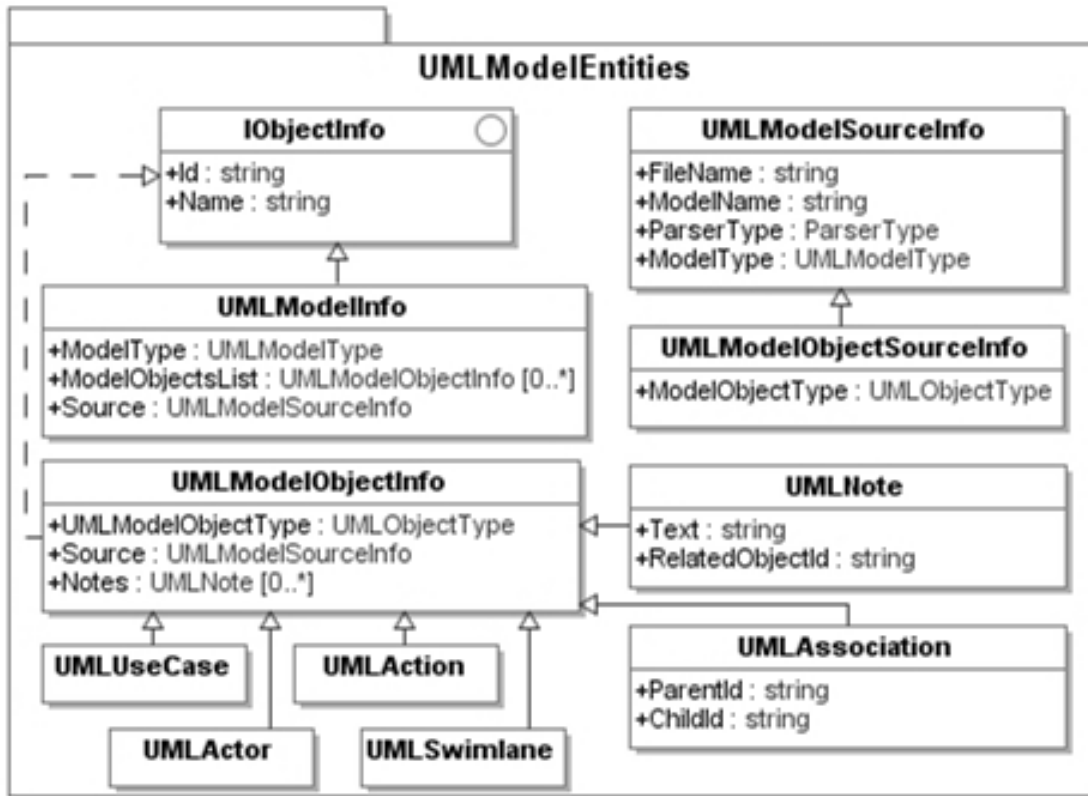 UMLModelEntities
IObjectInfo
+Id : string
+Name : string
UMLModelSourceInfo
+FileName : string
+ModelName : string
+ParserType : ParserType
+ModelType : UMLModelType
UMLModelInfo
+ModelType : UMLModelType
+ModelObjectsList : UMLModelObjectInfo [0..*]
+Source : UMLModelSourceInfo
UMLModelObjectSourceInfo
+ModelObjectType : UMLObjectType
UMLModelObjectInfo
+UMLModelObjectType : UMLObjectType
+Source : UMLModelSourceInfo
+Notes : UMLNote [0..*]
UMLNote
+Text : string
+RelatedObjectId : string
UMLUseCase
UMLAction
UMLActor
UMLSwimlane
UMLAssociation
+ParentId : string
+ChildId : string